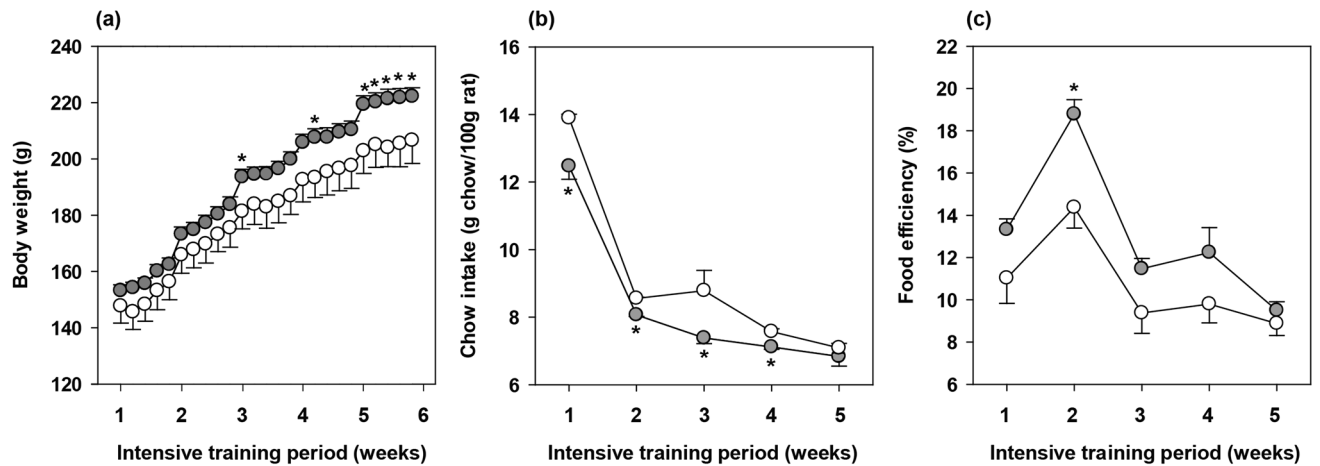 (a)
Body weight (g)
240
220
200
180
160
140
120
* * * * * * *
1 2 3 4 5 6
Intensive training period (weeks)
(b)
Chow intake (g chow/100g rat)
16
14
12
10
8
6
* * * *
1 2 3 4 5
Intensive training period (weeks)
(c)
Food efficiency (%)
22
20
18
16
14
12
10
8
6
*
1 2 3 4 5
Intensive training period (weeks)